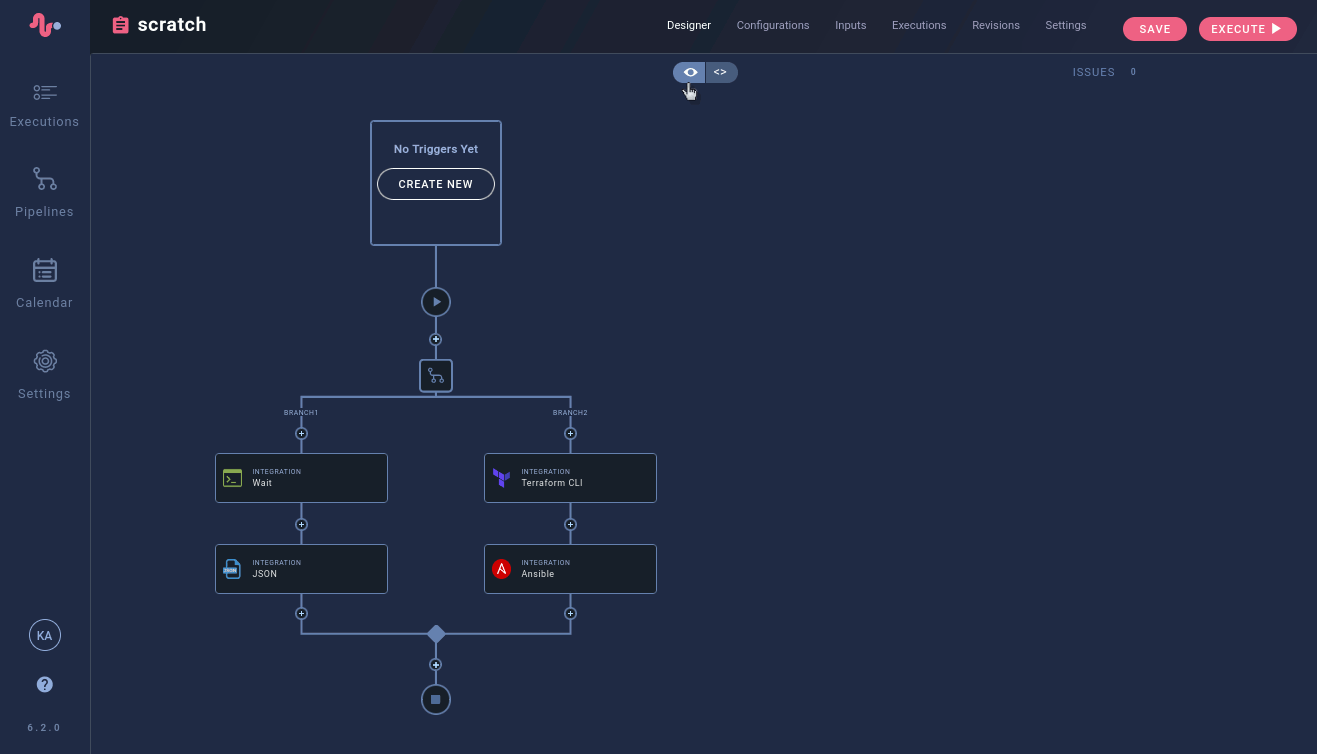 scratch
Designer
Configurations
Inputs
Executions
Revisions
Settings
SAVE
EXECUTE
<>
ISSUES 0
Executions
Pipelines
Calendar
Settings
KA
?
6.2.0
No Triggers Yet
CREATE NEW
BRANCH1
BRANCH2
INTEGRATION
Wait
INTEGRATION
Terraform CLI
JSON
INTEGRATION
JSON
INTEGRATION
Ansible